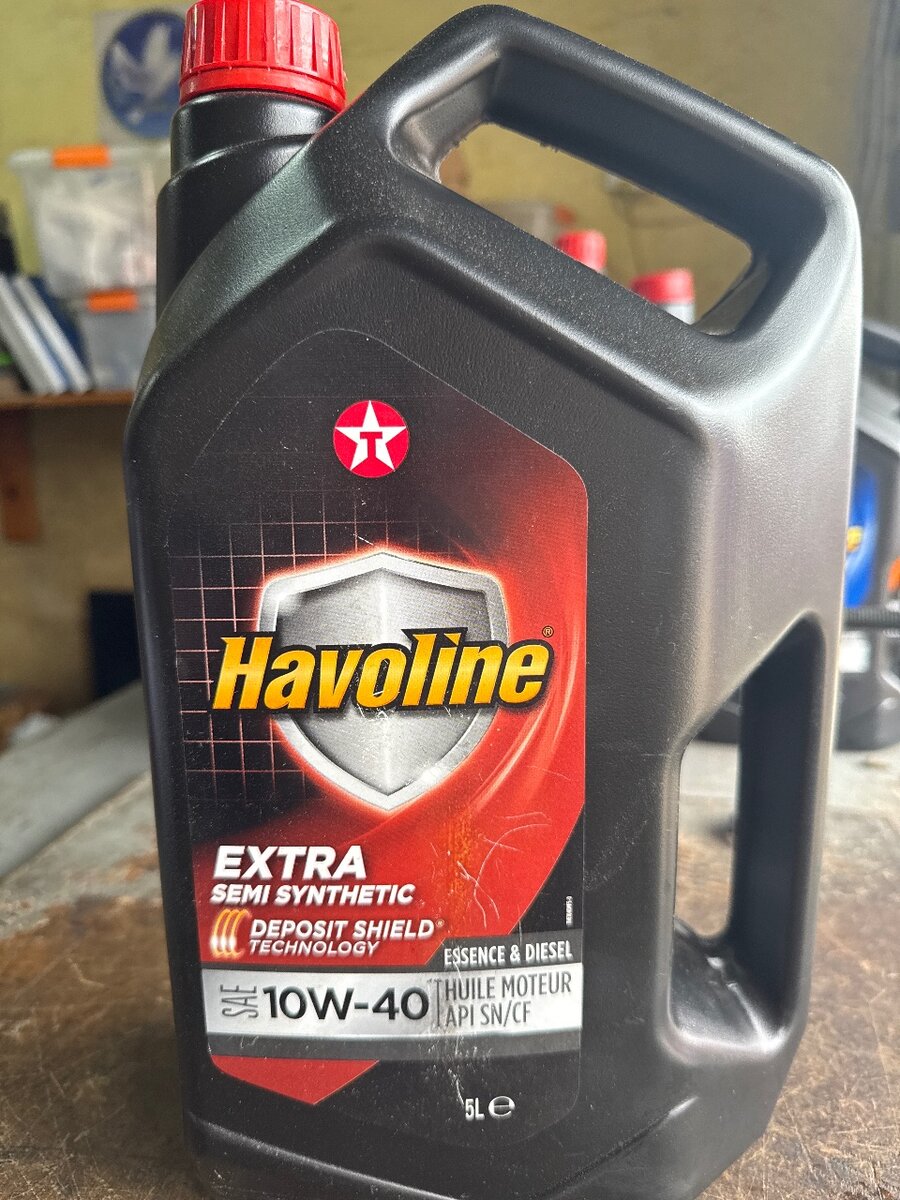 T
Havoline®
EXTRA
SEMI SYNTHETIC
DEPOSIT SHIELD®
TECHNOLOGY
ESSENCE & DIESEL
SAE 10W-40
HUILE MOTEUR
API SN/CF
5L ℮